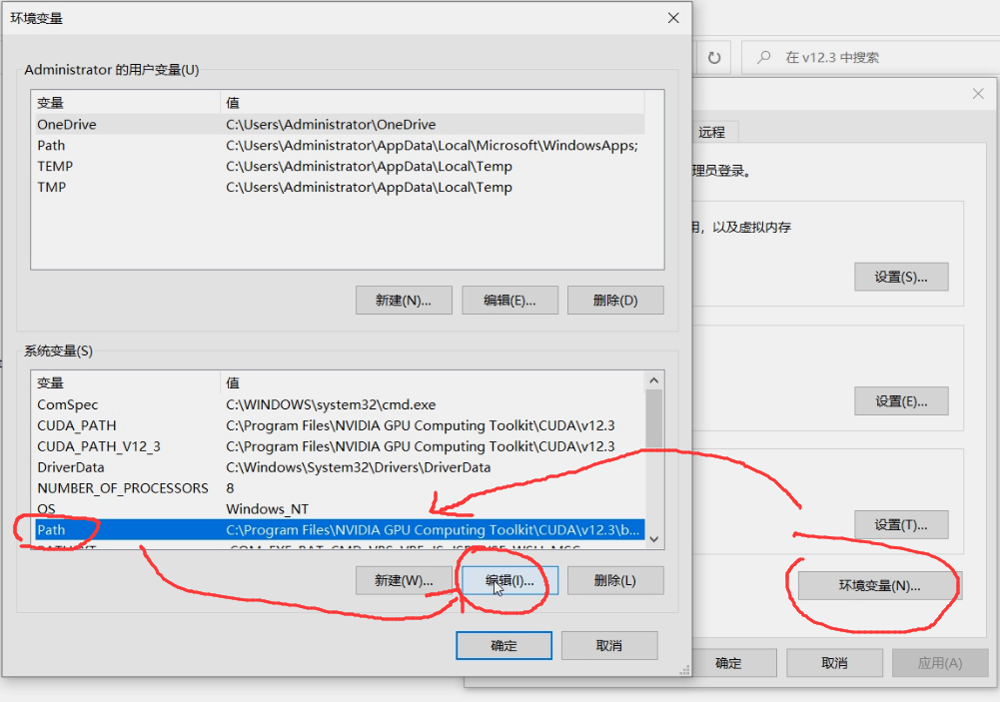 环境变量
Administrator 的用户变量(U)
变量 值
OneDrive C:\Users\Administrator\OneDrive
Path C:\Users\Administrator\AppData\Local\Microsoft\WindowsApps;
TEMP C:\Users\Administrator\AppData\Local\Temp
TMP C:\Users\Administrator\AppData\Local\Temp
新建(N)... 编辑(E)... 删除(D)
系统变量(S)
变量 值
ComSpec C:\WINDOWS\system32\cmd.exe
CUDA_PATH C:\Program Files\NVIDIA GPU Computing Toolkit\CUDA\v12.3
CUDA_PATH_V12_3 C:\Program Files\NVIDIA GPU Computing Toolkit\CUDA\v12.3
DriverData C:\Windows\System32\Drivers\DriverData
NUMBER_OF_PROCESSORS 8
OS Windows_NT
Path C:\Program Files\NVIDIA GPU Computing Toolkit\CUDA\v12.3\b...
新建(W)... 编辑(I)... 删除(L)
确定 取消
在 v12.3 中搜索
远程
理员登录。
用，以及虚拟内存
设置(S)...
设置(E)...
设置(T)...
环境变量(N)...
确定 取消 应用(A)